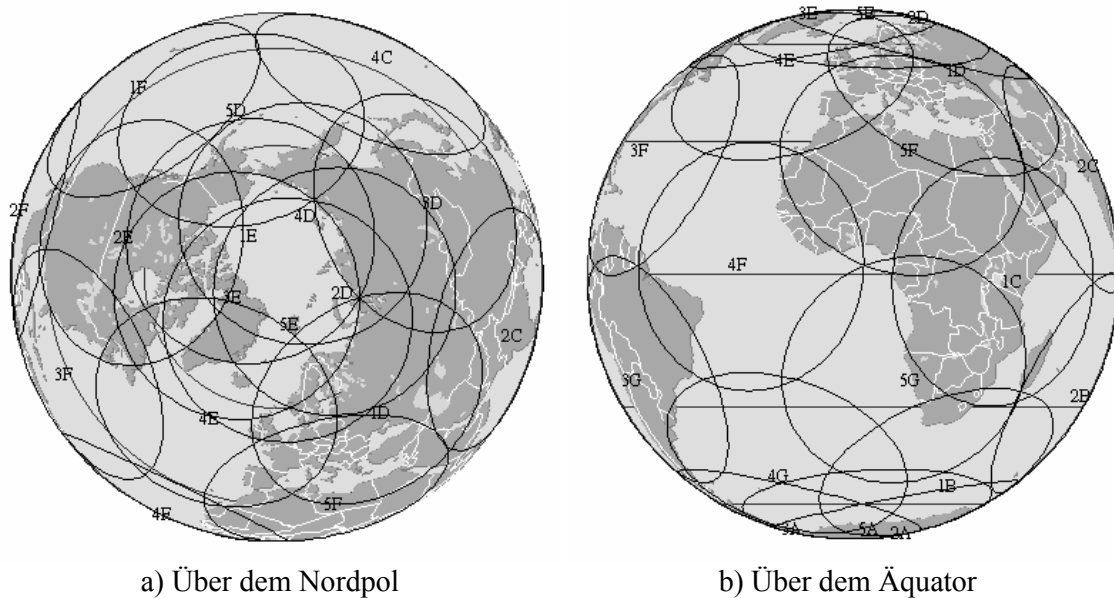 4C
1F
5D
3D
2F
4D
2E
1E
3E
2D
5E
2C
3F
4E
1D
5F
4F
a) Über dem Nordpol
3E 5E 2D
4E
1D
3F
5F
2C
4F
1C
3G
5G
2B
4G
1B
3A 5A 2A
b) Über dem Äquator